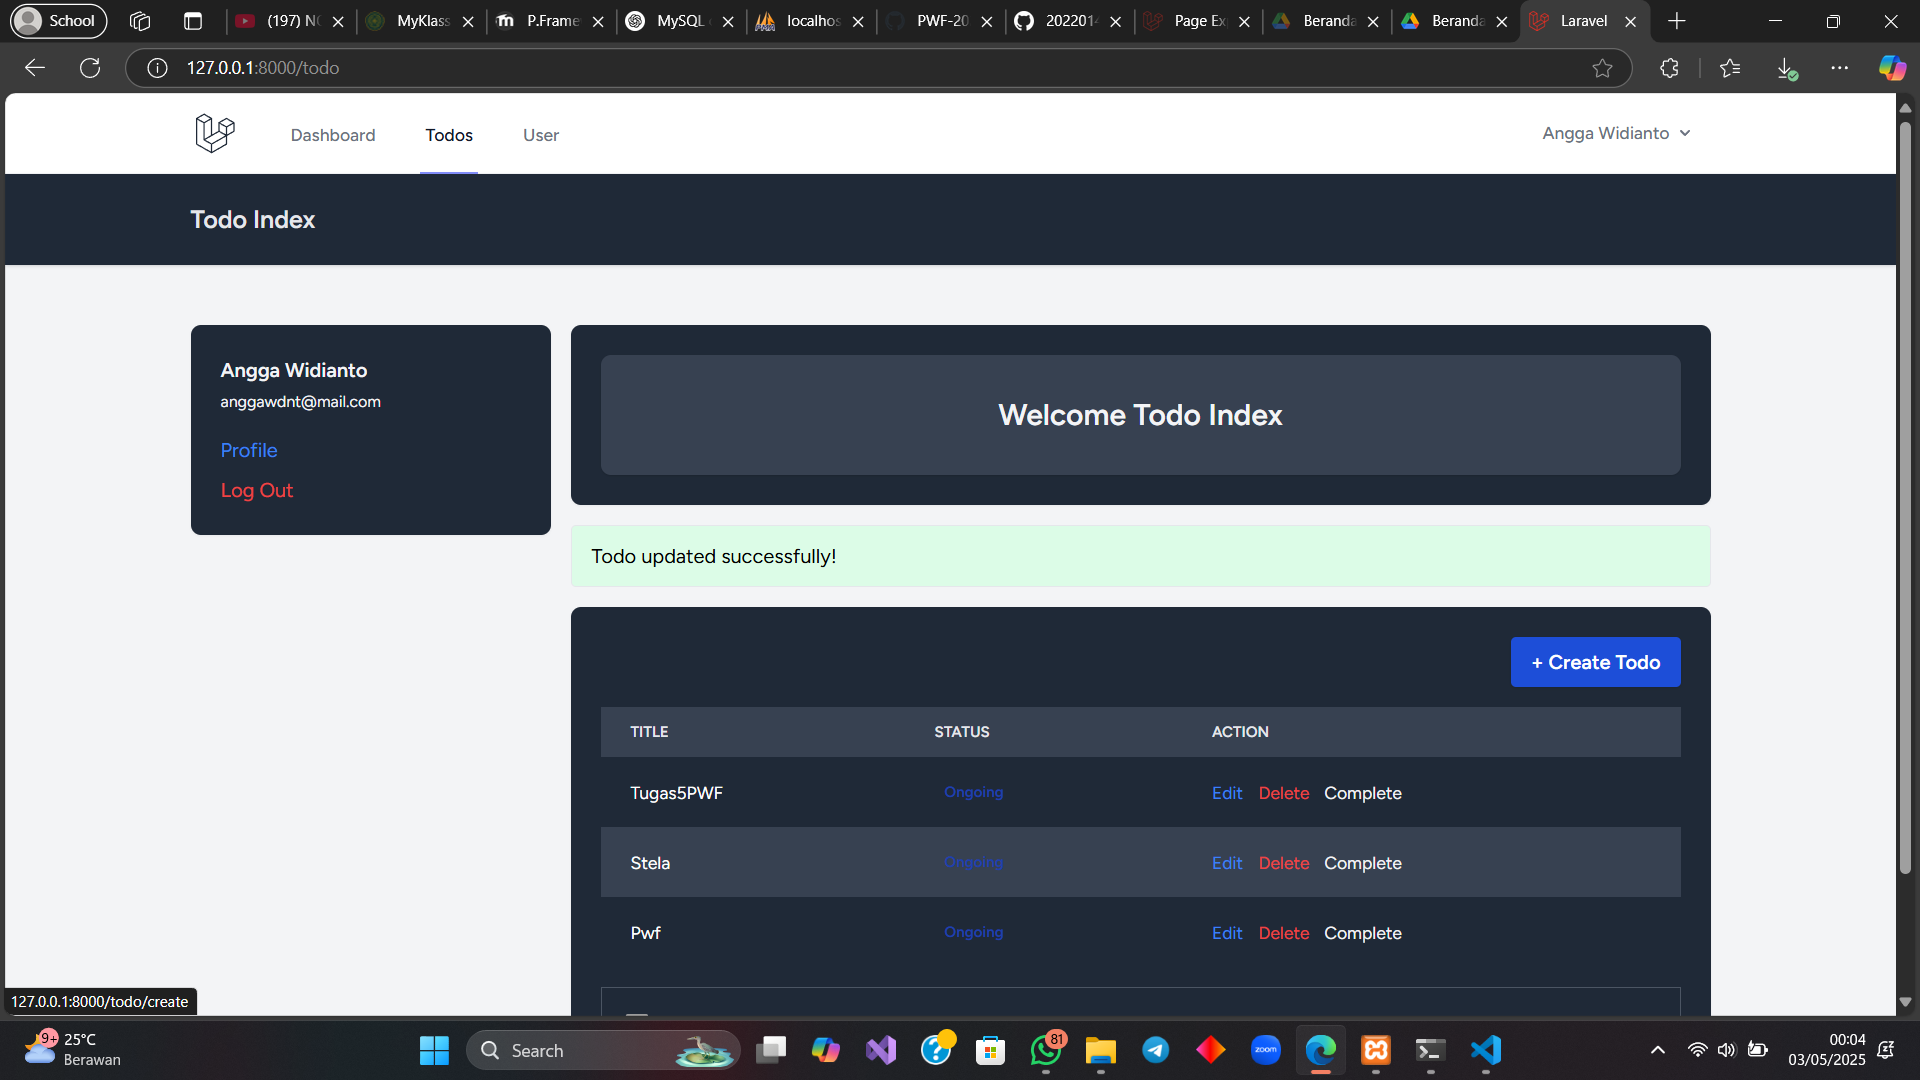 School
(197) N
MyKlass
P.Frame
MySQL
localhos
PWF-20
202201
Page Ex
Beranda
Beranda
Laravel
127.0.0.1:8000/todo
Dashboard
Todos
User
Angga Widianto
Todo Index
Angga Widianto
anggawdnt@mail.com
Profile
Log Out
Welcome Todo Index
Todo updated successfully!
+ Create Todo
TITLE STATUS ACTION
Tugas5PWF Ongoing Edit Delete Complete
Stela Ongoing Edit Delete Complete
Pwf Ongoing Edit Delete Complete
127.0.0.1:8000/todo/create
9+
25°C
Berawan
Search
81
zoom
00:04
03/05/2025